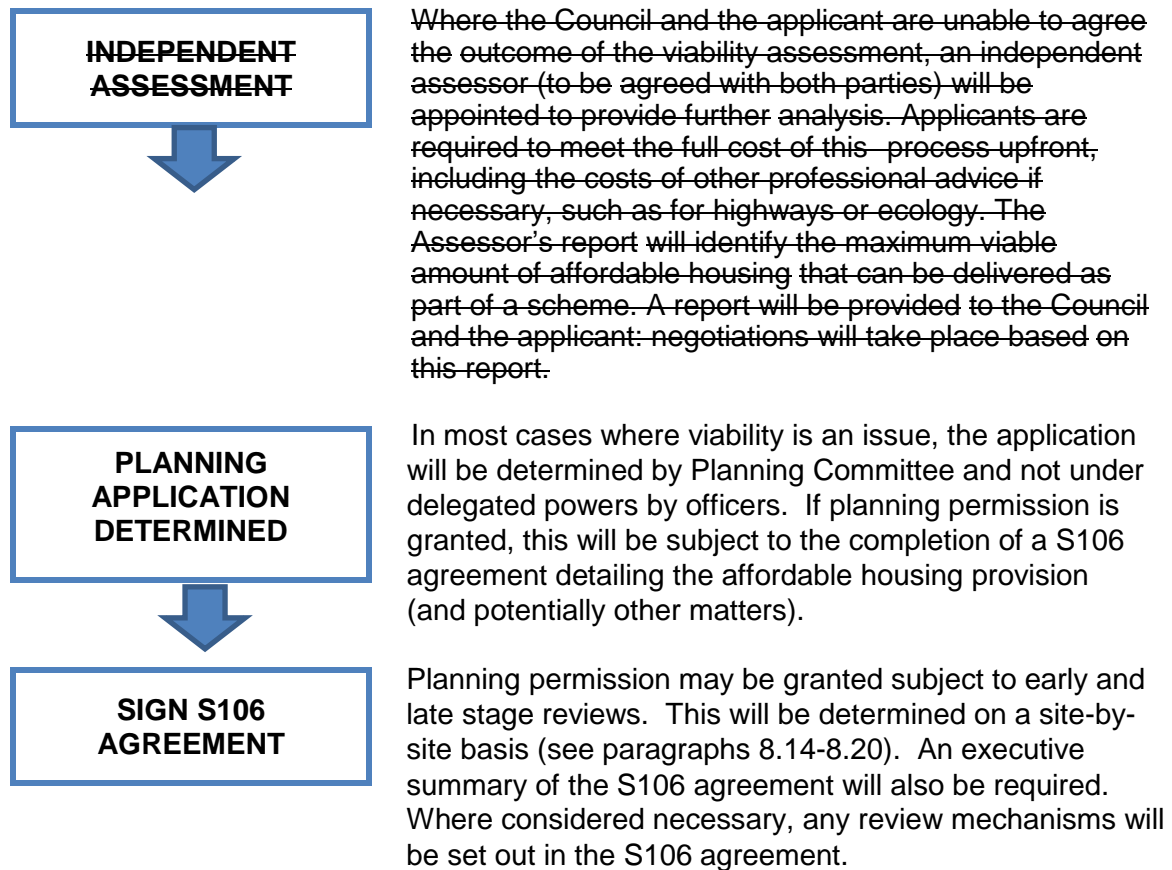 INDEPENDENT
ASSESSMENT
Where the Council and the applicant are unable to agree
the outcome of the viability assessment, an independent
assessor (to be agreed with both parties) will be
appointed to provide further analysis. Applicants are
required to meet the full cost of this process upfront,
including the costs of other professional advice if
necessary, such as for highways or ecology. The
Assessor's report will identify the maximum viable
amount of affordable housing that can be delivered as
part of a scheme. A report will be provided to the Council
and the applicant: negotiations will take place based on
this report.
PLANNING
APPLICATION
DETERMINED
In most cases where viability is an issue, the application
will be determined by Planning Committee and not under
delegated powers by officers. If planning permission is
granted, this will be subject to the completion of a S106
agreement detailing the affordable housing provision
(and potentially other matters).
SIGN S106
AGREEMENT
Planning permission may be granted subject to early and
late stage reviews. This will be determined on a site-by-
site basis (see paragraphs 8.14-8.20). An executive
summary of the S106 agreement will also be required.
Where considered necessary, any review mechanisms will
be set out in the S106 agreement.